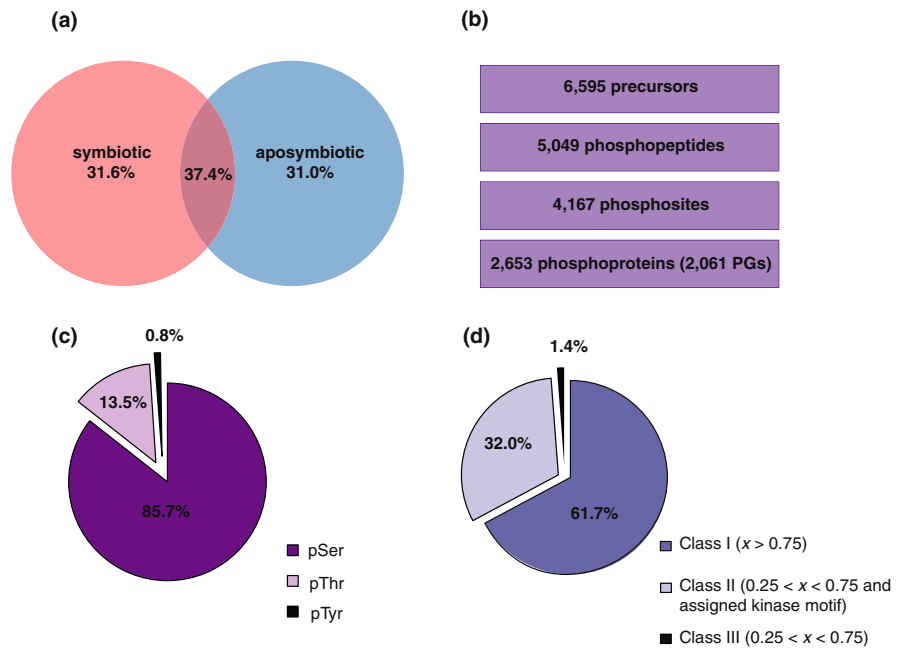 (a)
symbiotic
31.6%
37.4%
aposymbiotic
31.0%
(b)
6,595 precursors
5,049 phosphopeptides
4,167 phosphosites
2,653 phosphoproteins (2,061 PGs)
(c)
0.8%
13.5%
85.7%
pSer
pThr
pTyr
(d)
1.4%
32.0%
61.7%
Class I (x > 0.75)
Class II (0.25 < x < 0.75 and
assigned kinase motif)
Class III (0.25 < x < 0.75)